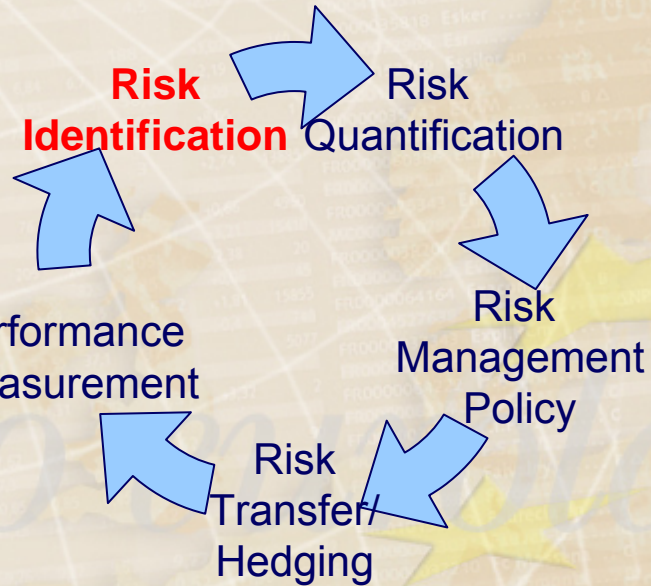 Risk
Identification
Risk
Quantification
Risk
Management
Policy
Risk
Transfer/
Hedging
rformance
asurement